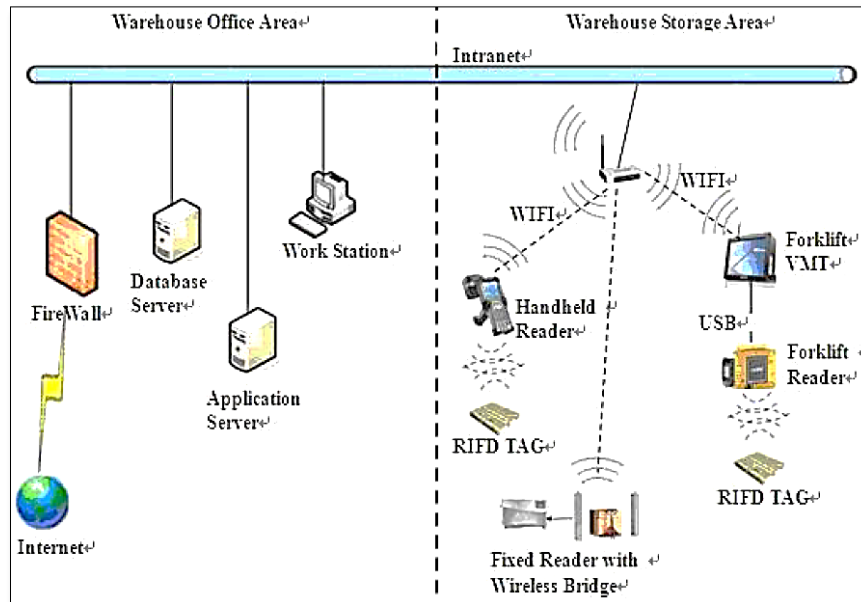 Warehouse Office Area↵
Warehouse Storage Area↵
Intranet↵
WIFI↵
WIFI↵
Work Station↵
Database
Server↵
FireWall↵
Forklift↵
VMT↵
Handheld ↵
Reader↵
USB↵
Forklift ↵
Reader↵
Application
Server↵
RIFD TAG↵
RIFD TAG↵
Internet↵
Fixed Reader with ↵
Wireless Bridge↵